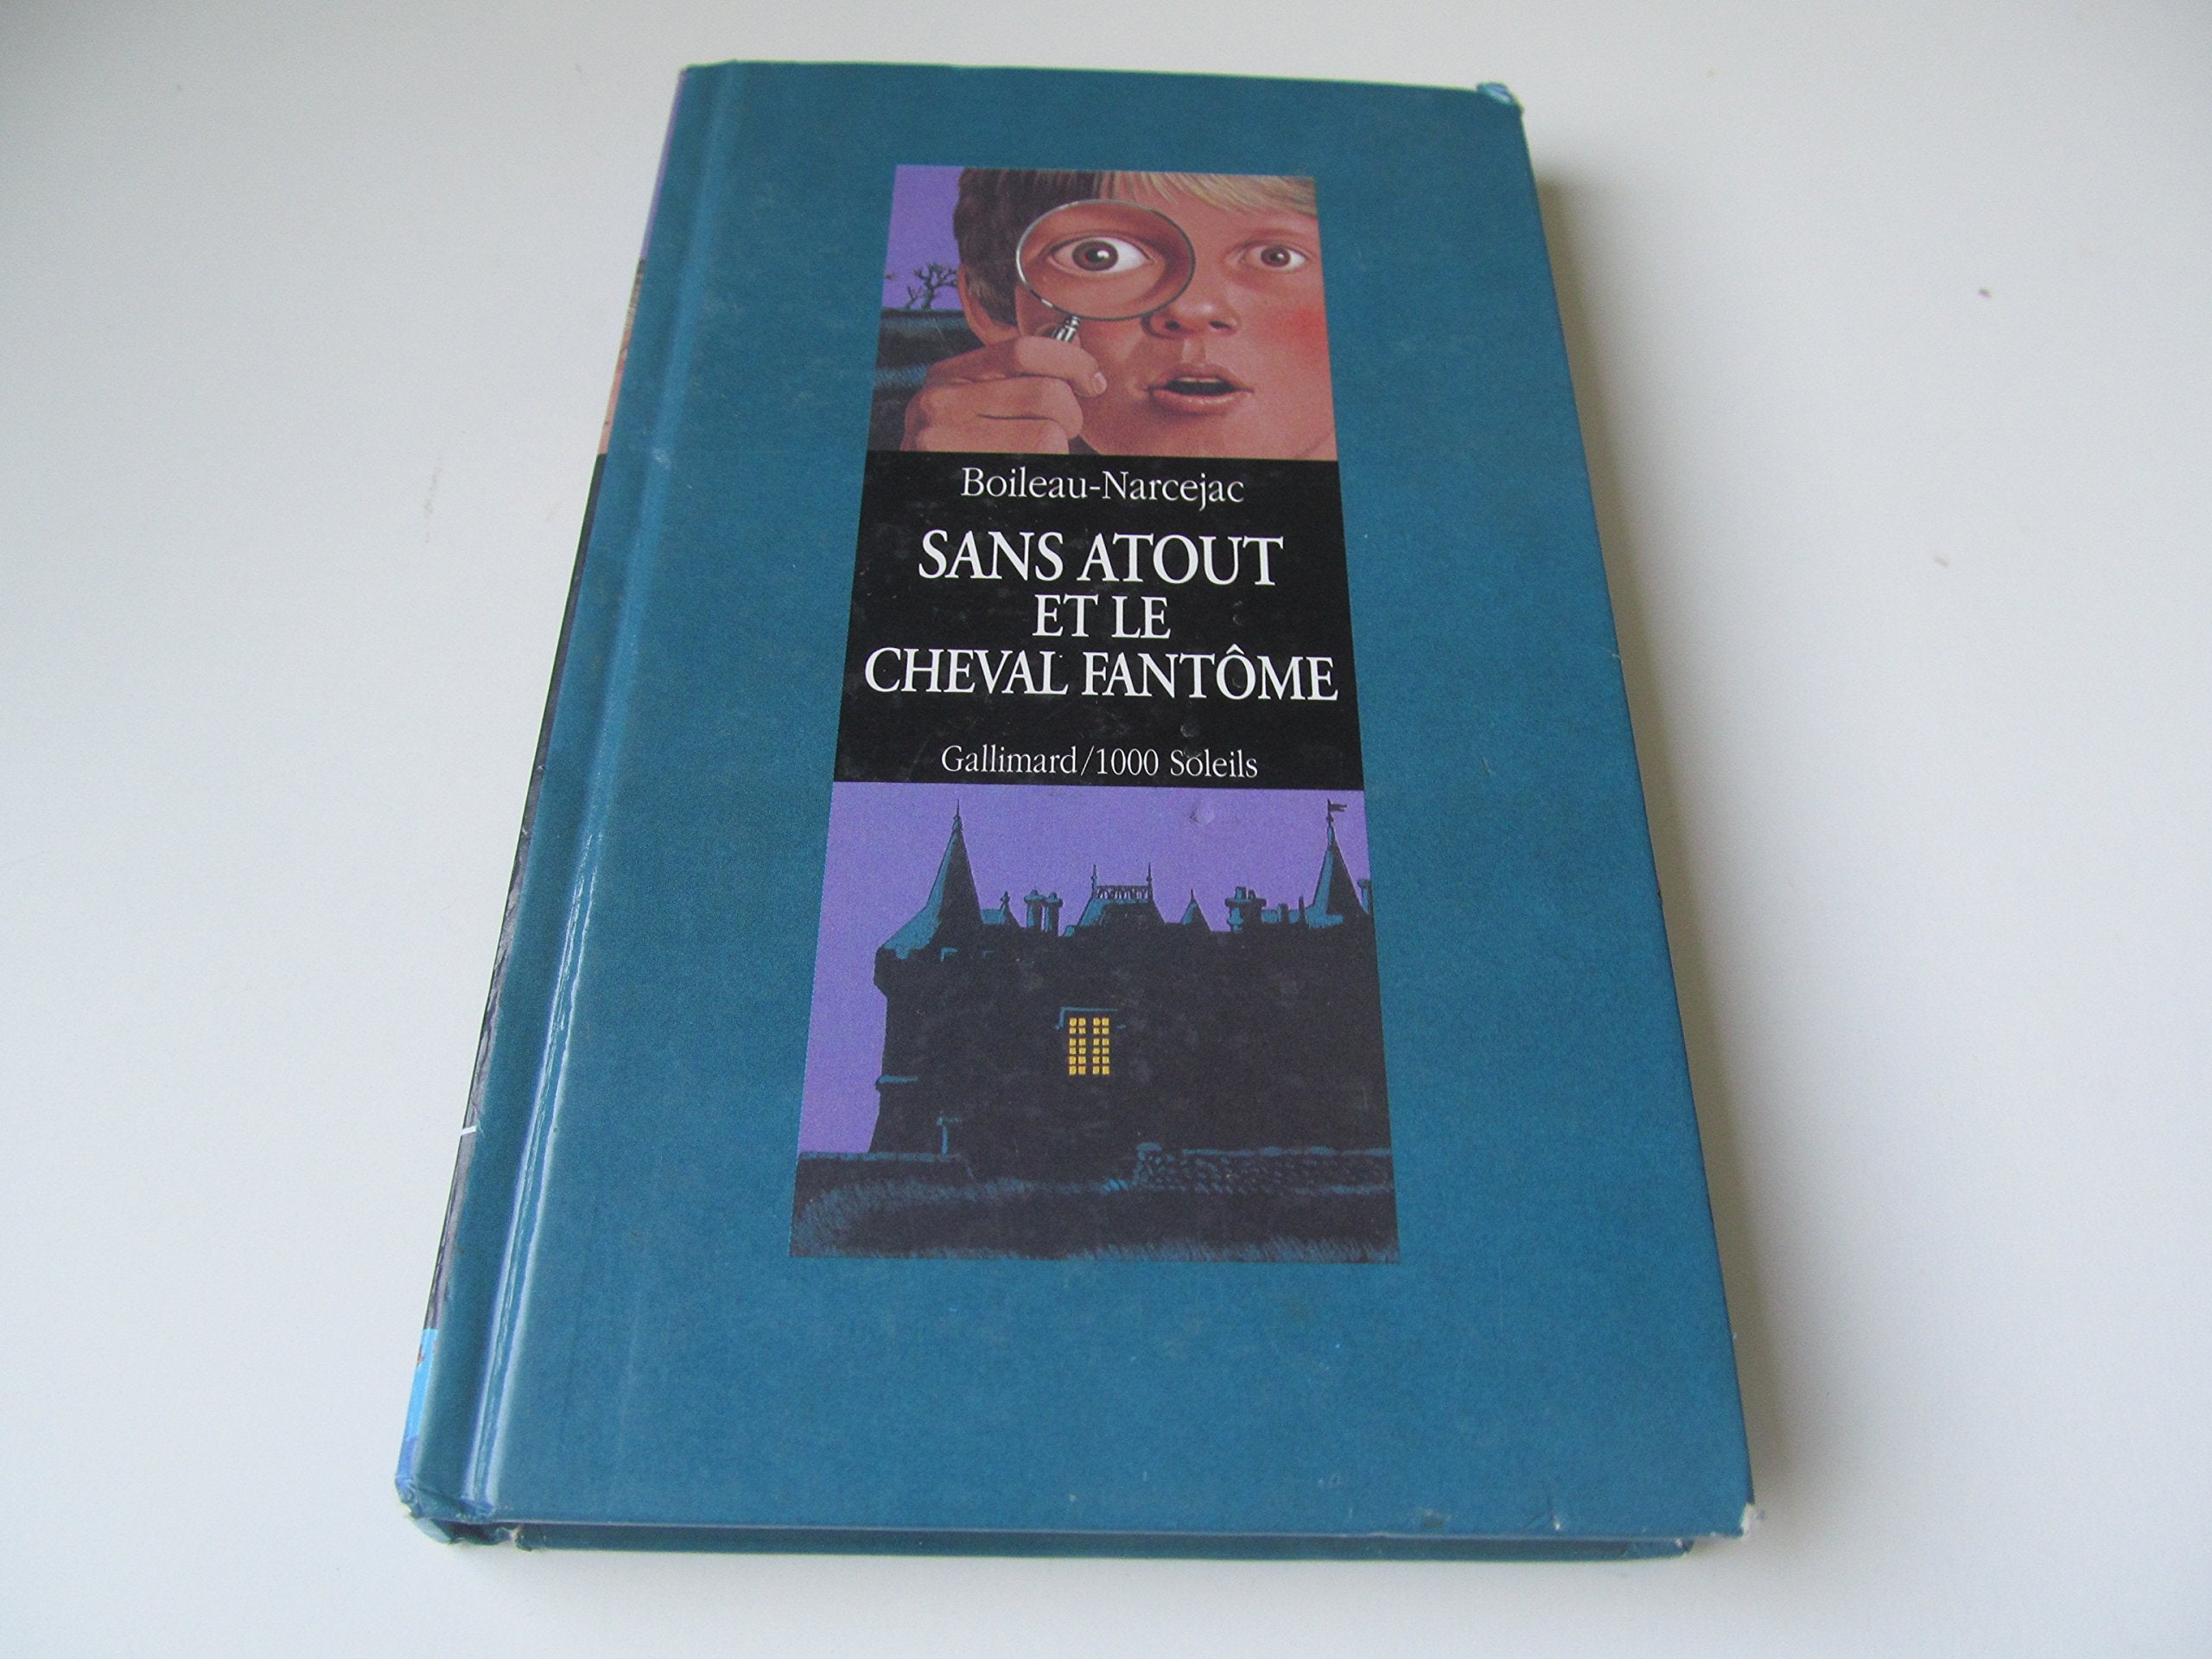 Boileau-Narcejac
SANS ATOUT
ET LE
CHEVAL FANTÔME
Gallimard/1000 Soleils